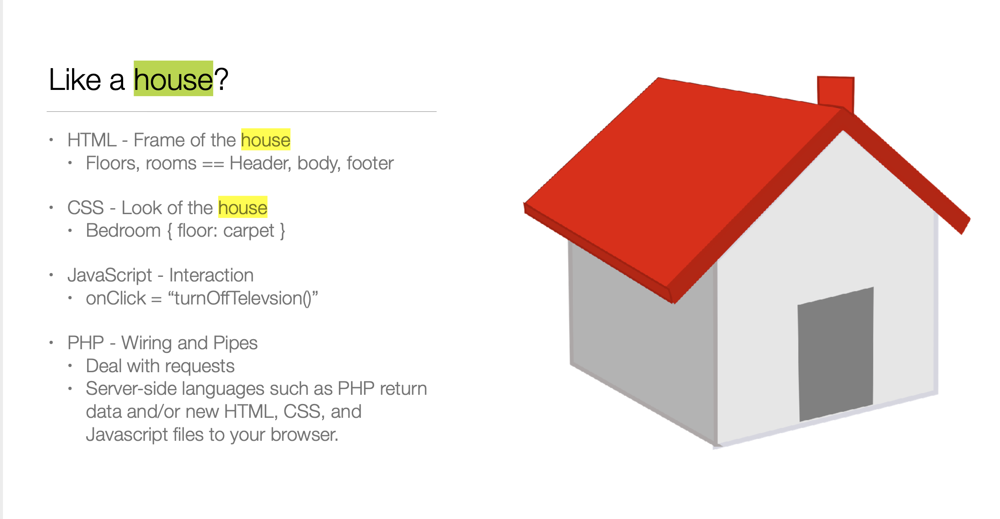 Like a house?
• HTML - Frame of the house
• Floors, rooms == Header, body, footer
• CSS - Look of the house
• Bedroom { floor: carpet }
• JavaScript - Interaction
• onClick = “turnOffTelevsion()”
• PHP - Wiring and Pipes
• Deal with requests
• Server-side languages such as PHP return
data and/or new HTML, CSS, and
Javascript files to your browser.